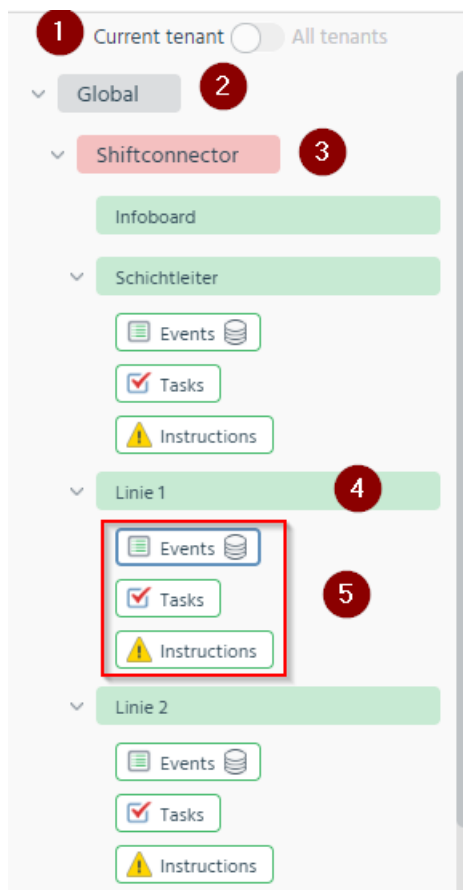 1 Current tenant All tenants
Global 2
Shiftconnector 3
Infoboard
Schichtleiter
Events
Tasks
Instructions
Linie 1 4
Events
Tasks 5
Instructions
Linie 2
Events
Tasks
Instructions